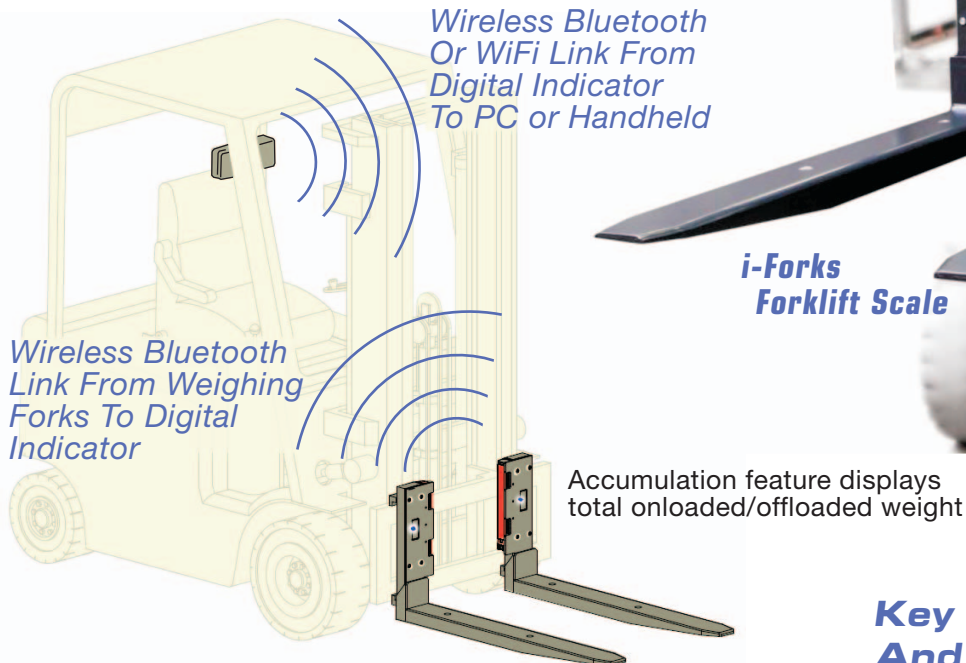 Wireless Bluetooth
Or WiFi Link From
Digital Indicator
To PC or Handheld
i-Forks
Forklift Scale
Wireless Bluetooth
Link From Weighing
Forks To Digital
Indicator
Accumulation feature displays
total onloaded/offloaded weight
Key
And